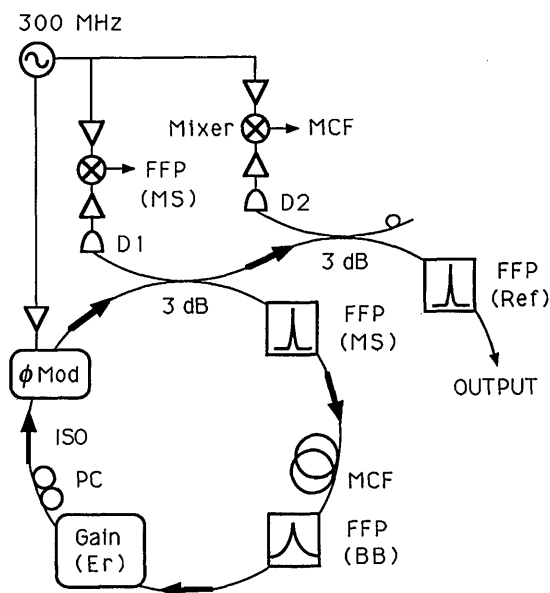 300 MHz
Mixer
MCF
FFP
(MS)
D2
D1
3 dB
3 dB
FFP
(Ref)
FFP
(MS)
ϕ Mod
OUTPUT
ISO
PC
MCF
Gain
(Er)
FFP
(BB)